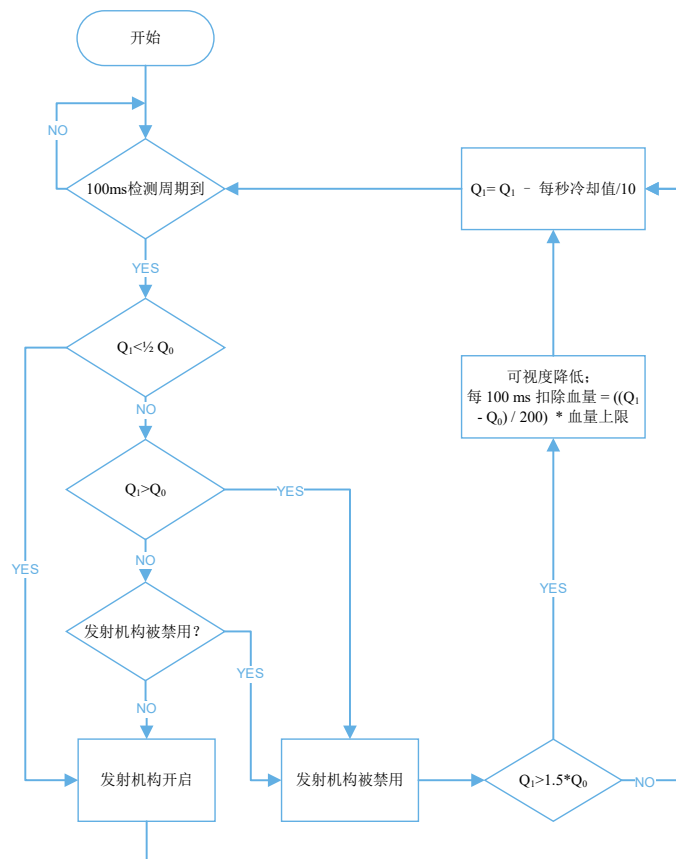 开始
NO
100ms检测周期到
Q₁= Q₁ - 每秒冷却值/10
YES
Q₁<½ Q₀
可视度降低:
每 100 ms 扣除血量 = ((Q₁
- Q₀) / 200) * 血量上限
NO
Q₁>Q₀
YES
NO
YES
YES
发射机构被禁用?
YES
NO
发射机构开启
发射机构被禁用
Q₁>1.5*Q₀
NO